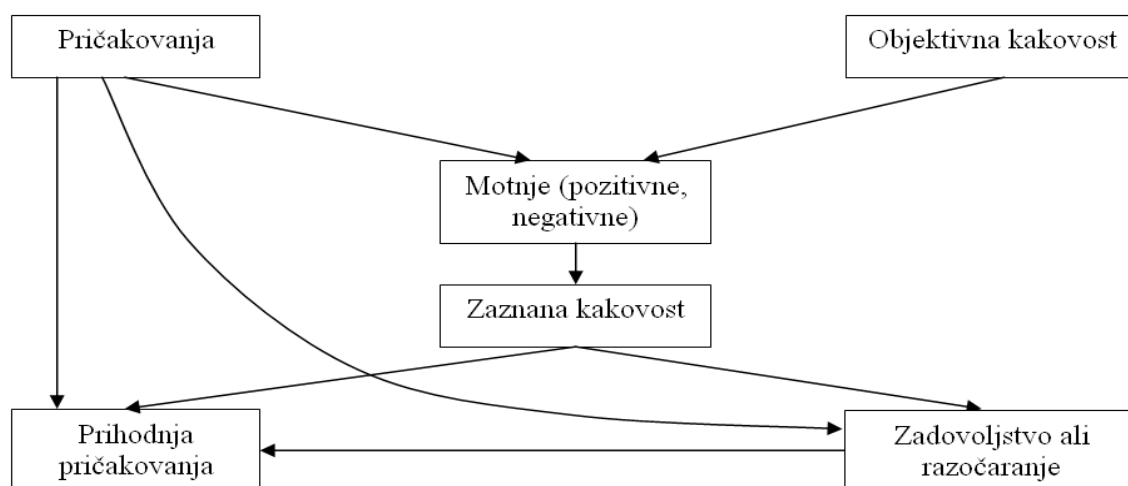 Pričakovanja
Objektivna kakovost
Motnje (pozitivne,
negativne)
Zaznana kakovost
Prihodnja
pričakovanja
Zadovoljstvo ali
razočaranje